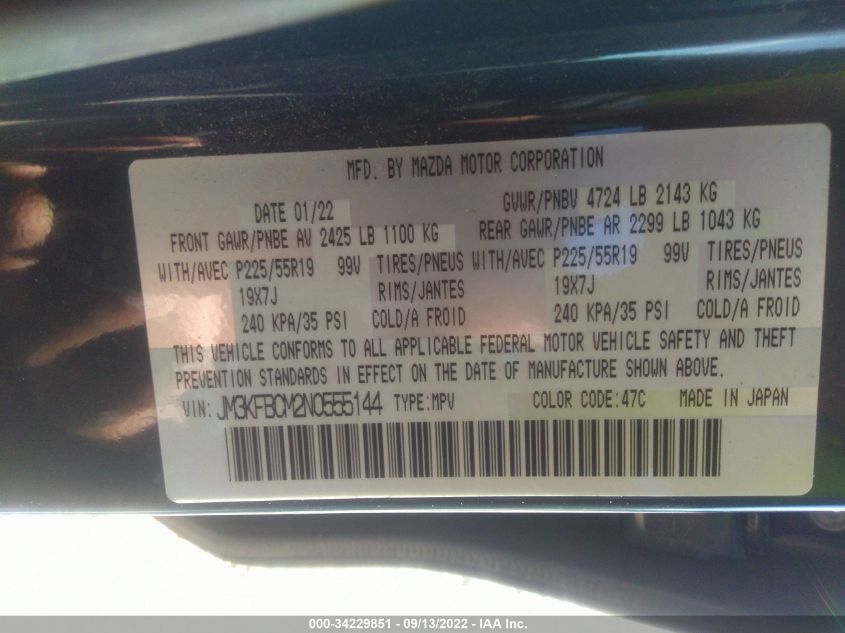 MFD. BY MAZDA MOTOR CORPORATION
DATE 01/22
GVWR/PNBV 4724 LB 2143 KG
FRONT GAWR/PNBE AV 2425 LB 1100 KG
REAR GAWR/PNBE AR 2299 LB 1043 KG
WITH/AVEC P225/55R19 99V TIRES/PNEUS WITH/AVEC P225/55R19 99V TIRES/PNEUS
19X7J RIMS/JANTES 19X7J RIMS/JANTES
240 KPA/35 PSI COLD/A FROID 240 KPA/35 PSI COLD/A FROID
THIS VEHICLE CONFORMS TO ALL APPLICABLE FEDERAL MOTOR VEHICLE SAFETY AND THEFT
PREVENTION STANDARDS IN EFFECT ON THE DATE OF MANUFACTURE SHOWN ABOVE.
VIN: JM3KFBCM2N0555144 TYPE:MPV COLOR CODE:47C MADE IN JAPAN
000-34229851 - 09/13/2022 - IAA Inc.